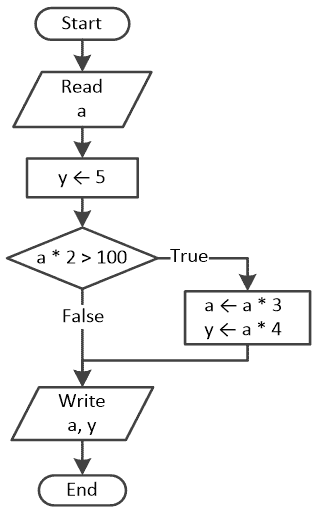 Start
Read
a
y ← 5
a * 2 > 100
True
a ← a * 3
y ← a * 4
False
Write
a, y
End